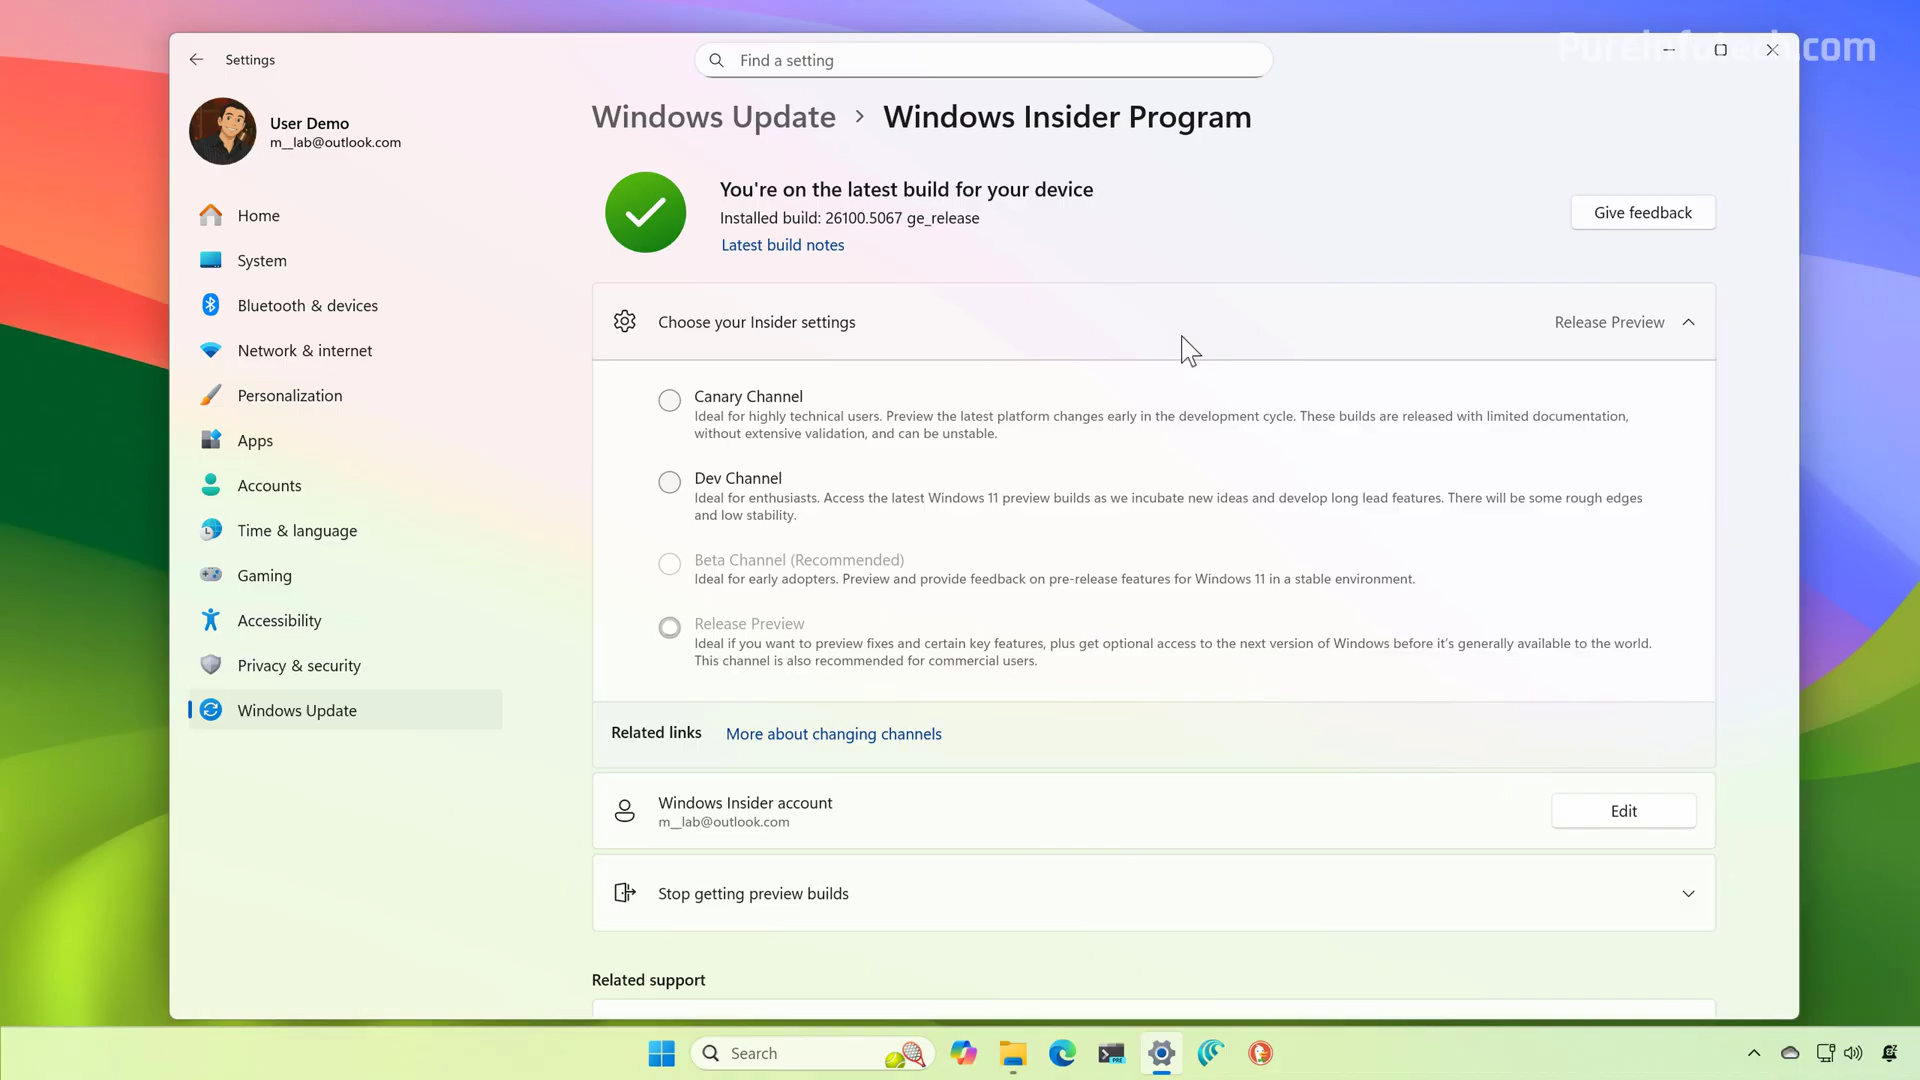 Settings
Find a setting
PureInfotech.com
User Demo
m__lab@outlook.com
Home
System
Bluetooth & devices
Network & internet
Personalization
Apps
Accounts
Time & language
Gaming
Accessibility
Privacy & security
Windows Update
Windows Update > Windows Insider Program
You're on the latest build for your device
Installed build: 26100.5067 ge_release
Latest build notes
Give feedback
Choose your Insider settings
Release Preview
Canary Channel
Ideal for highly technical users. Preview the latest platform changes early in the development cycle. These builds are released with limited documentation,
without extensive validation, and can be unstable.
Dev Channel
Ideal for enthusiasts. Access the latest Windows 11 preview builds as we incubate new ideas and develop long lead features. There will be some rough edges
and low stability.
Beta Channel (Recommended)
Ideal for early adopters. Preview and provide feedback on pre-release features for Windows 11 in a stable environment.
Release Preview
Ideal if you want to preview fixes and certain key features, plus get optional access to the next version of Windows before it's generally available to the world.
This channel is also recommended for commercial users.
Related links
More about changing channels
Windows Insider account
m__lab@outlook.com
Edit
Stop getting preview builds
Related support
Search
PRE